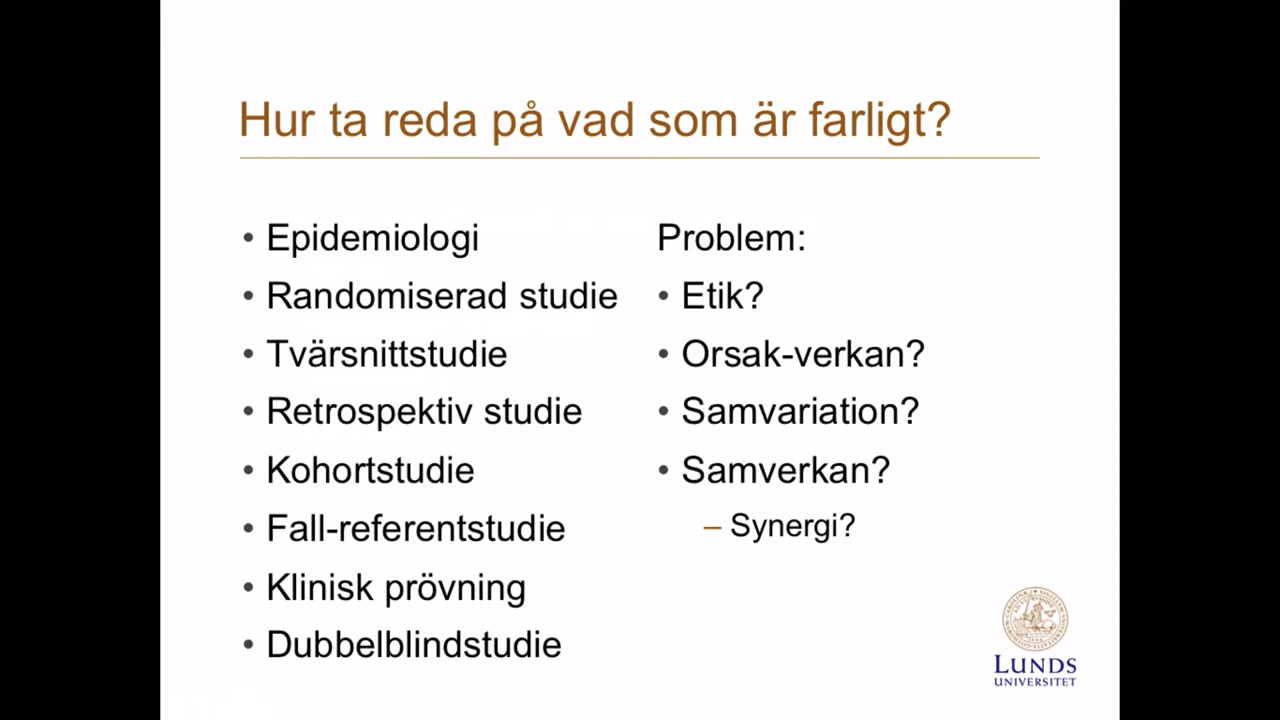 Hur ta reda på vad som är farligt?
• Epidemiologi
• Randomiserad studie
• Tvärsnittstudie
• Retrospektiv studie
• Kohortstudie
• Fall-referentstudie
• Klinisk prövning
• Dubbelblindstudie
Problem:
• Etik?
• Orsak-verkan?
• Samvariation?
• Samverkan?
– Synergi?
LUNDS
UNIVERSITET